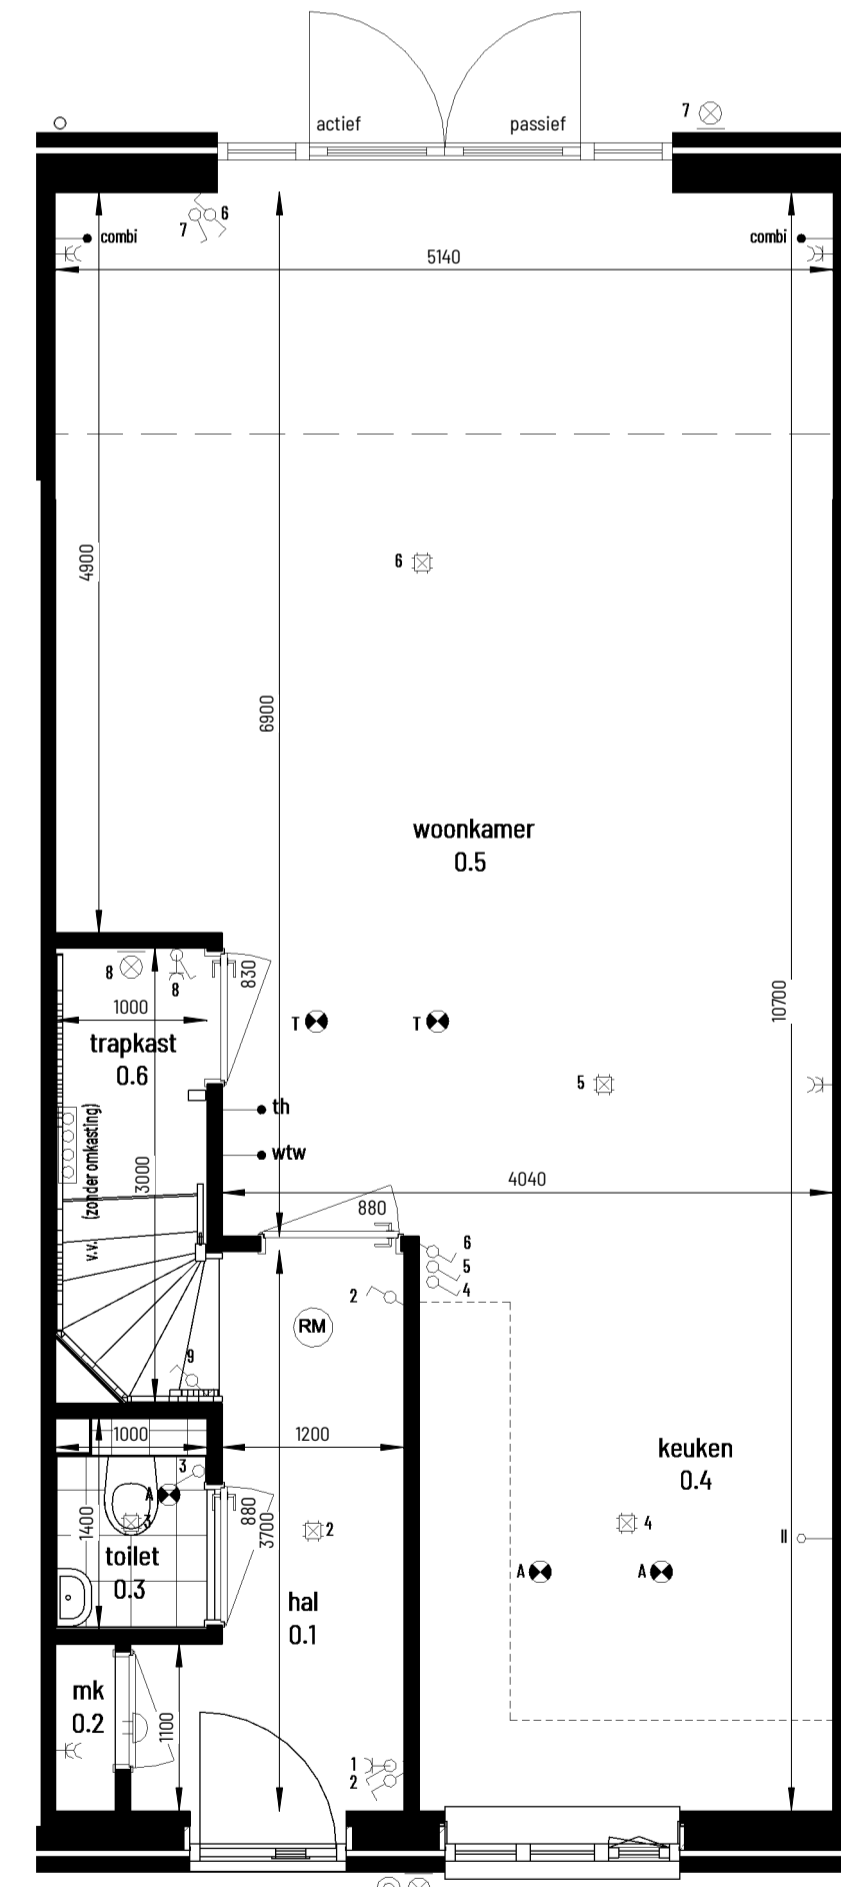 7
actief
passief
7
6
combi
combi
5140
4900
6
6900
woonkamer
0.5
8
8
830
1000
trapkast
0.6
T
T
10700
5
th
wtw
v.v. (zonder omkasting)
3000
4040
880
6
5
4
2
RM
9
1000
1200
keuken
0.4
3
A
3
880
3700
1400
2
4
II
toilet
0.3
A
A
hal
0.1
mk
0.2
1100
1
2